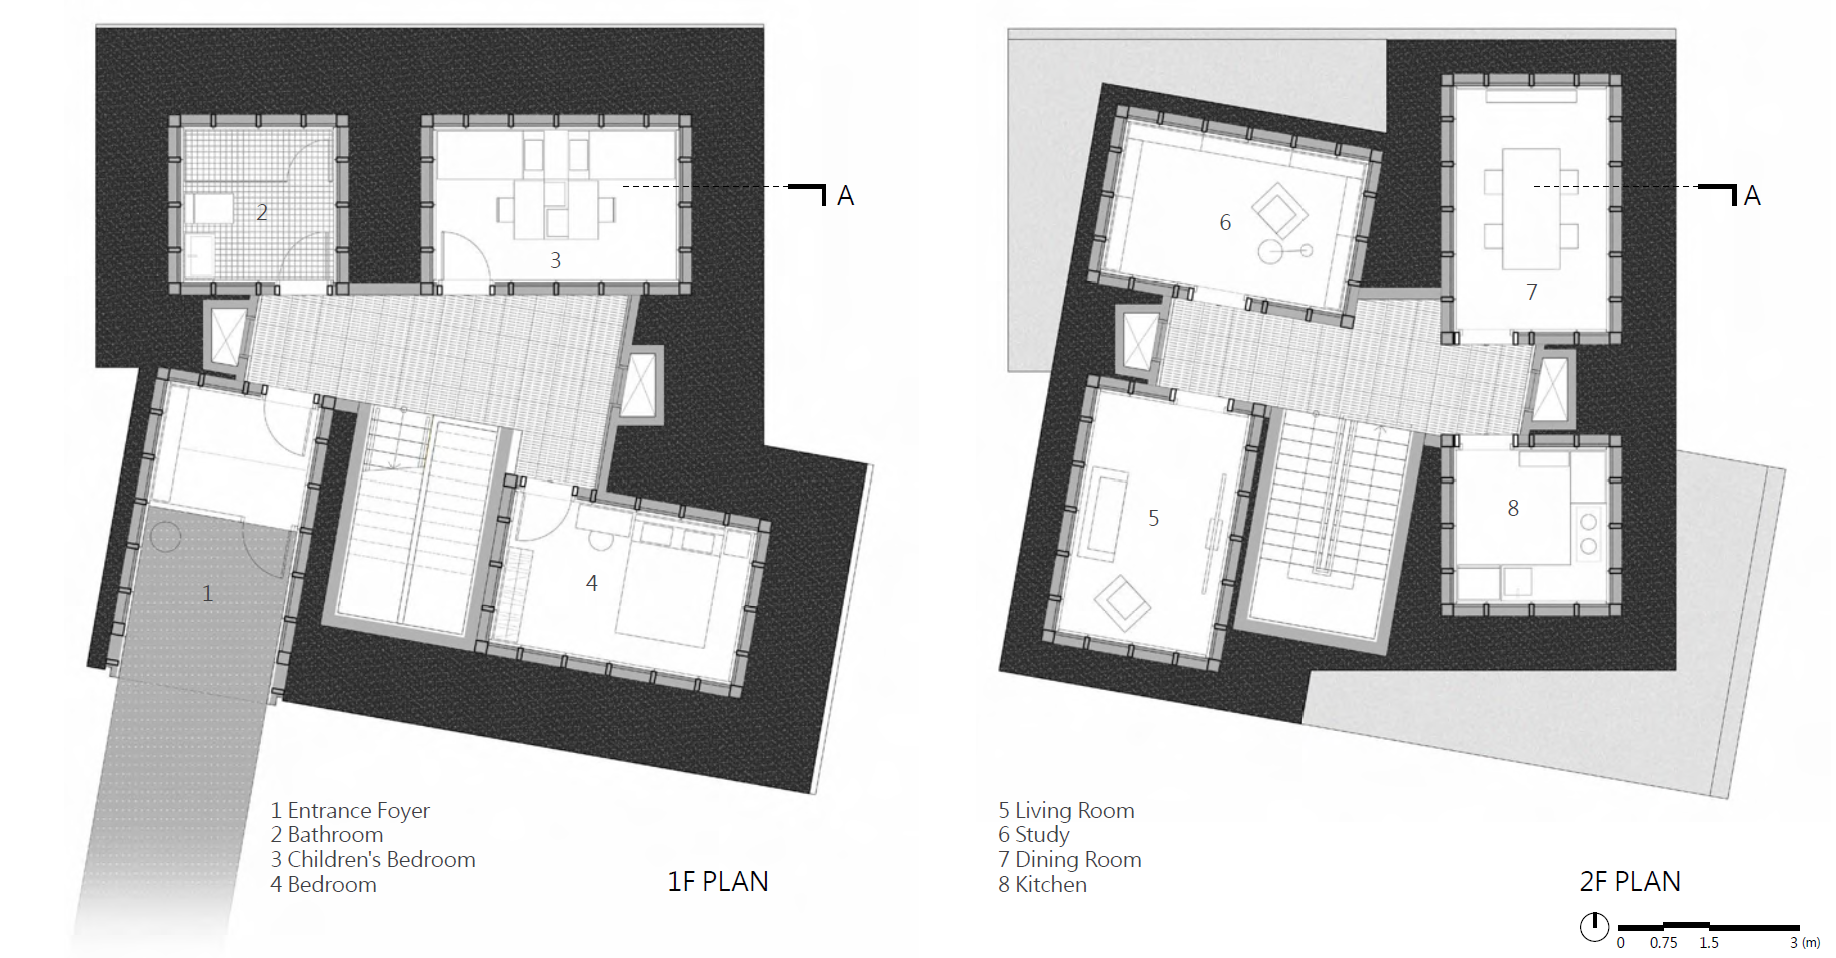 2
3
A
1
4
1 Entrance Foyer
2 Bathroom
3 Children's Bedroom
4 Bedroom
1F PLAN
6
7
A
5
8
5 Living Room
6 Study
7 Dining Room
8 Kitchen
2F PLAN
0 0.75 1.5 3 (m)